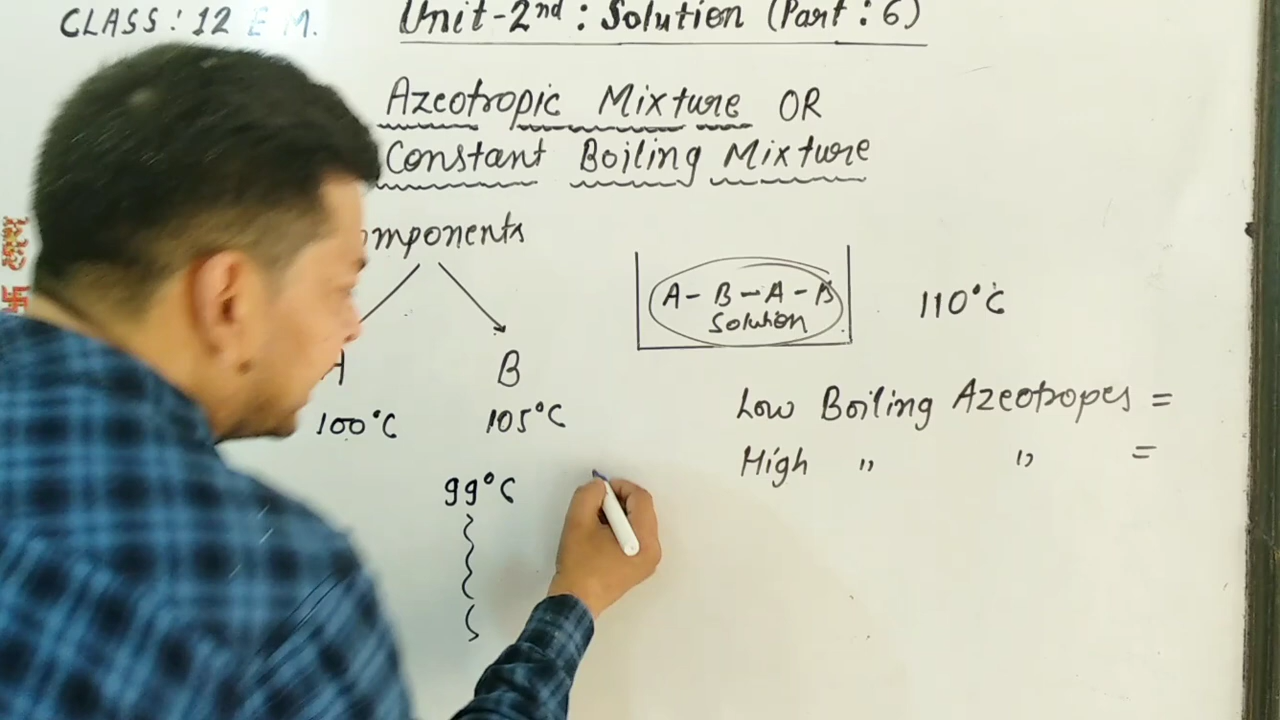 CLASS: 12 E M.
Unit-2nd : Solution (Part : 6)
Azeotropic Mixture OR
Constant Boiling Mixture
omponents
A B
100°C 105°C
99°C
A - B - A - B
Solution
110°C
Low Boiling Azeotropes =
High " " =